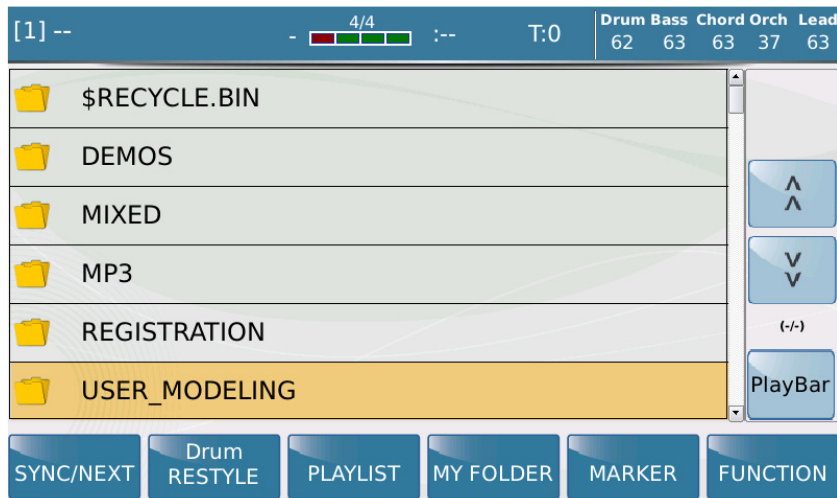 [1] --
- 4/4 :-- T:0
Drum Bass Chord Orch Lead
62 63 63 37 63
$RECYCLE.BIN
DEMOS
MIXED
MP3
REGISTRATION
USER_MODELING
(-/-)
PlayBar
SYNC/NEXT
Drum
RESTYLE
PLAYLIST
MY FOLDER
MARKER
FUNCTION